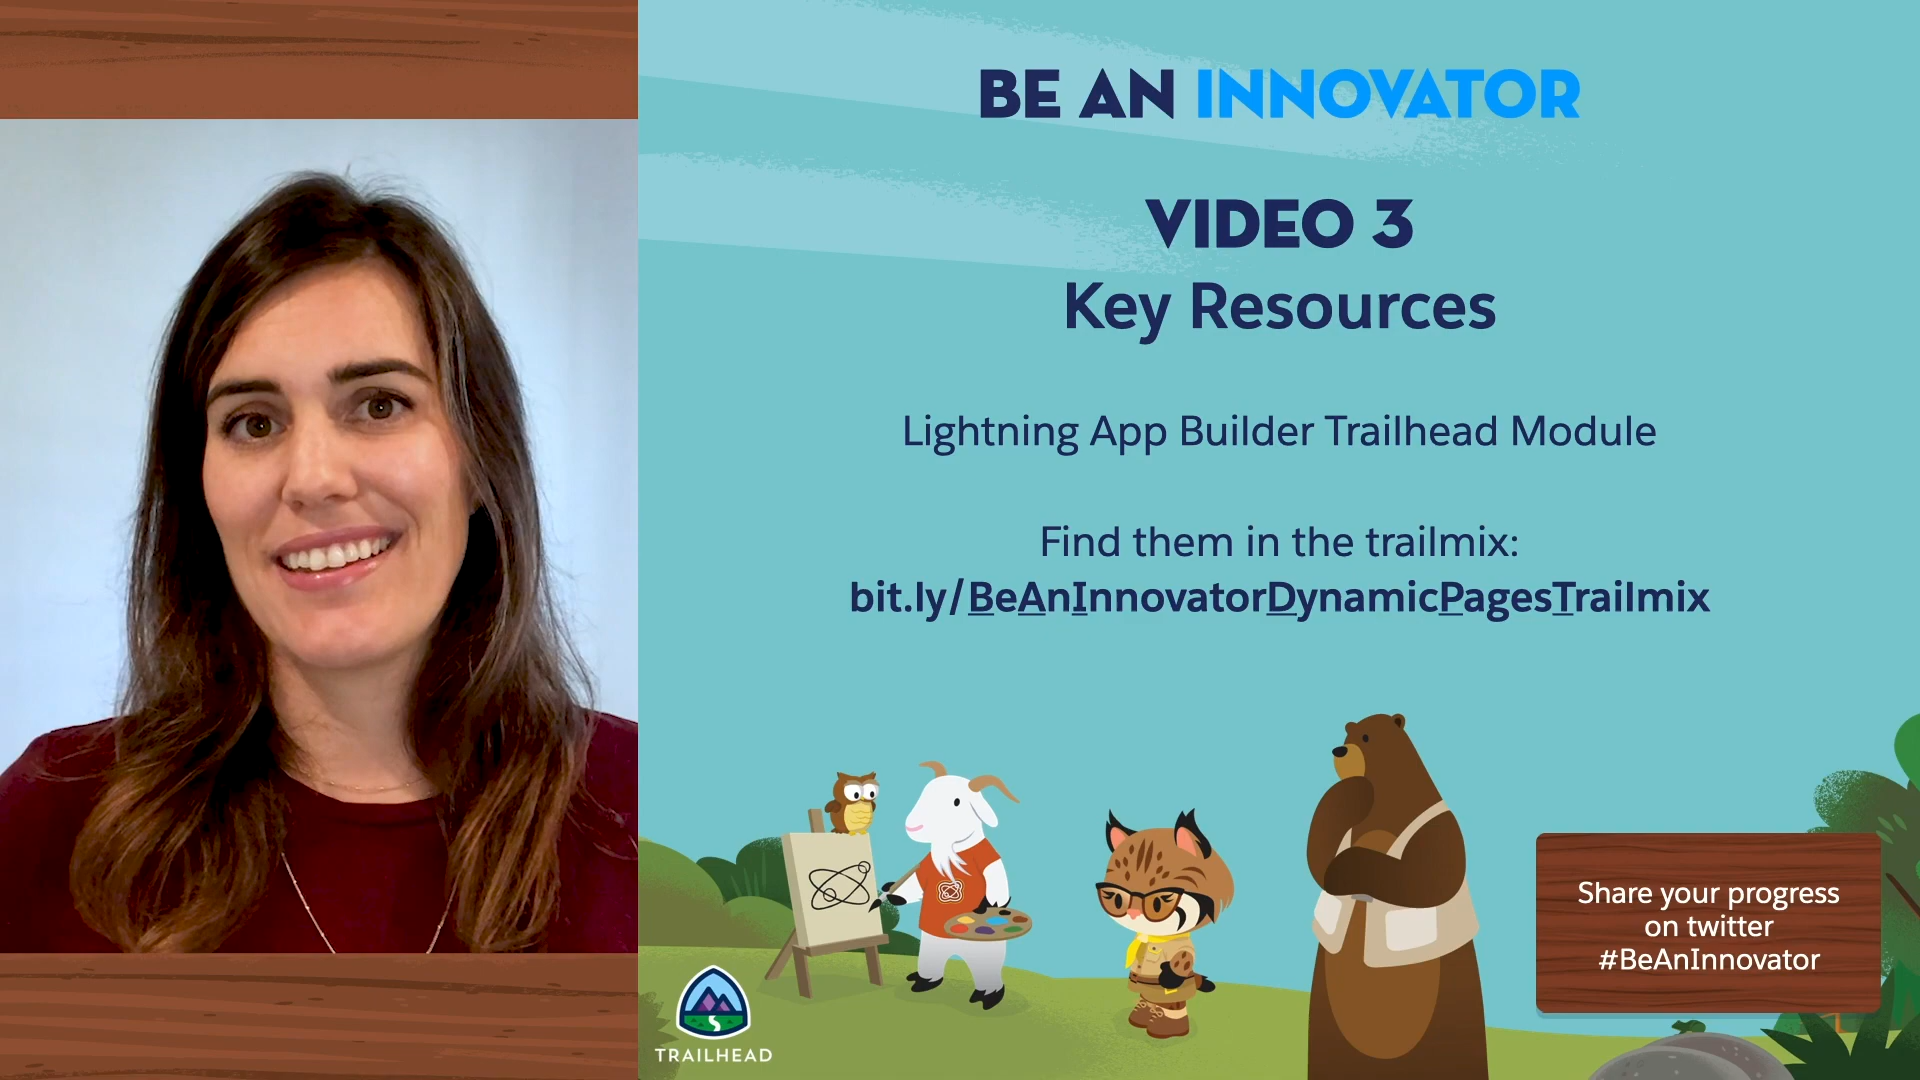 BE AN INNOVATOR
VIDEO 3
Key Resources
Lightning App Builder Trailhead Module
Find them in the trailmix:
bit.ly/BeAnInnovatorDynamicPagesTrailmix
Share your progress
on twitter
#BeAnInnovator
TRAILHEAD